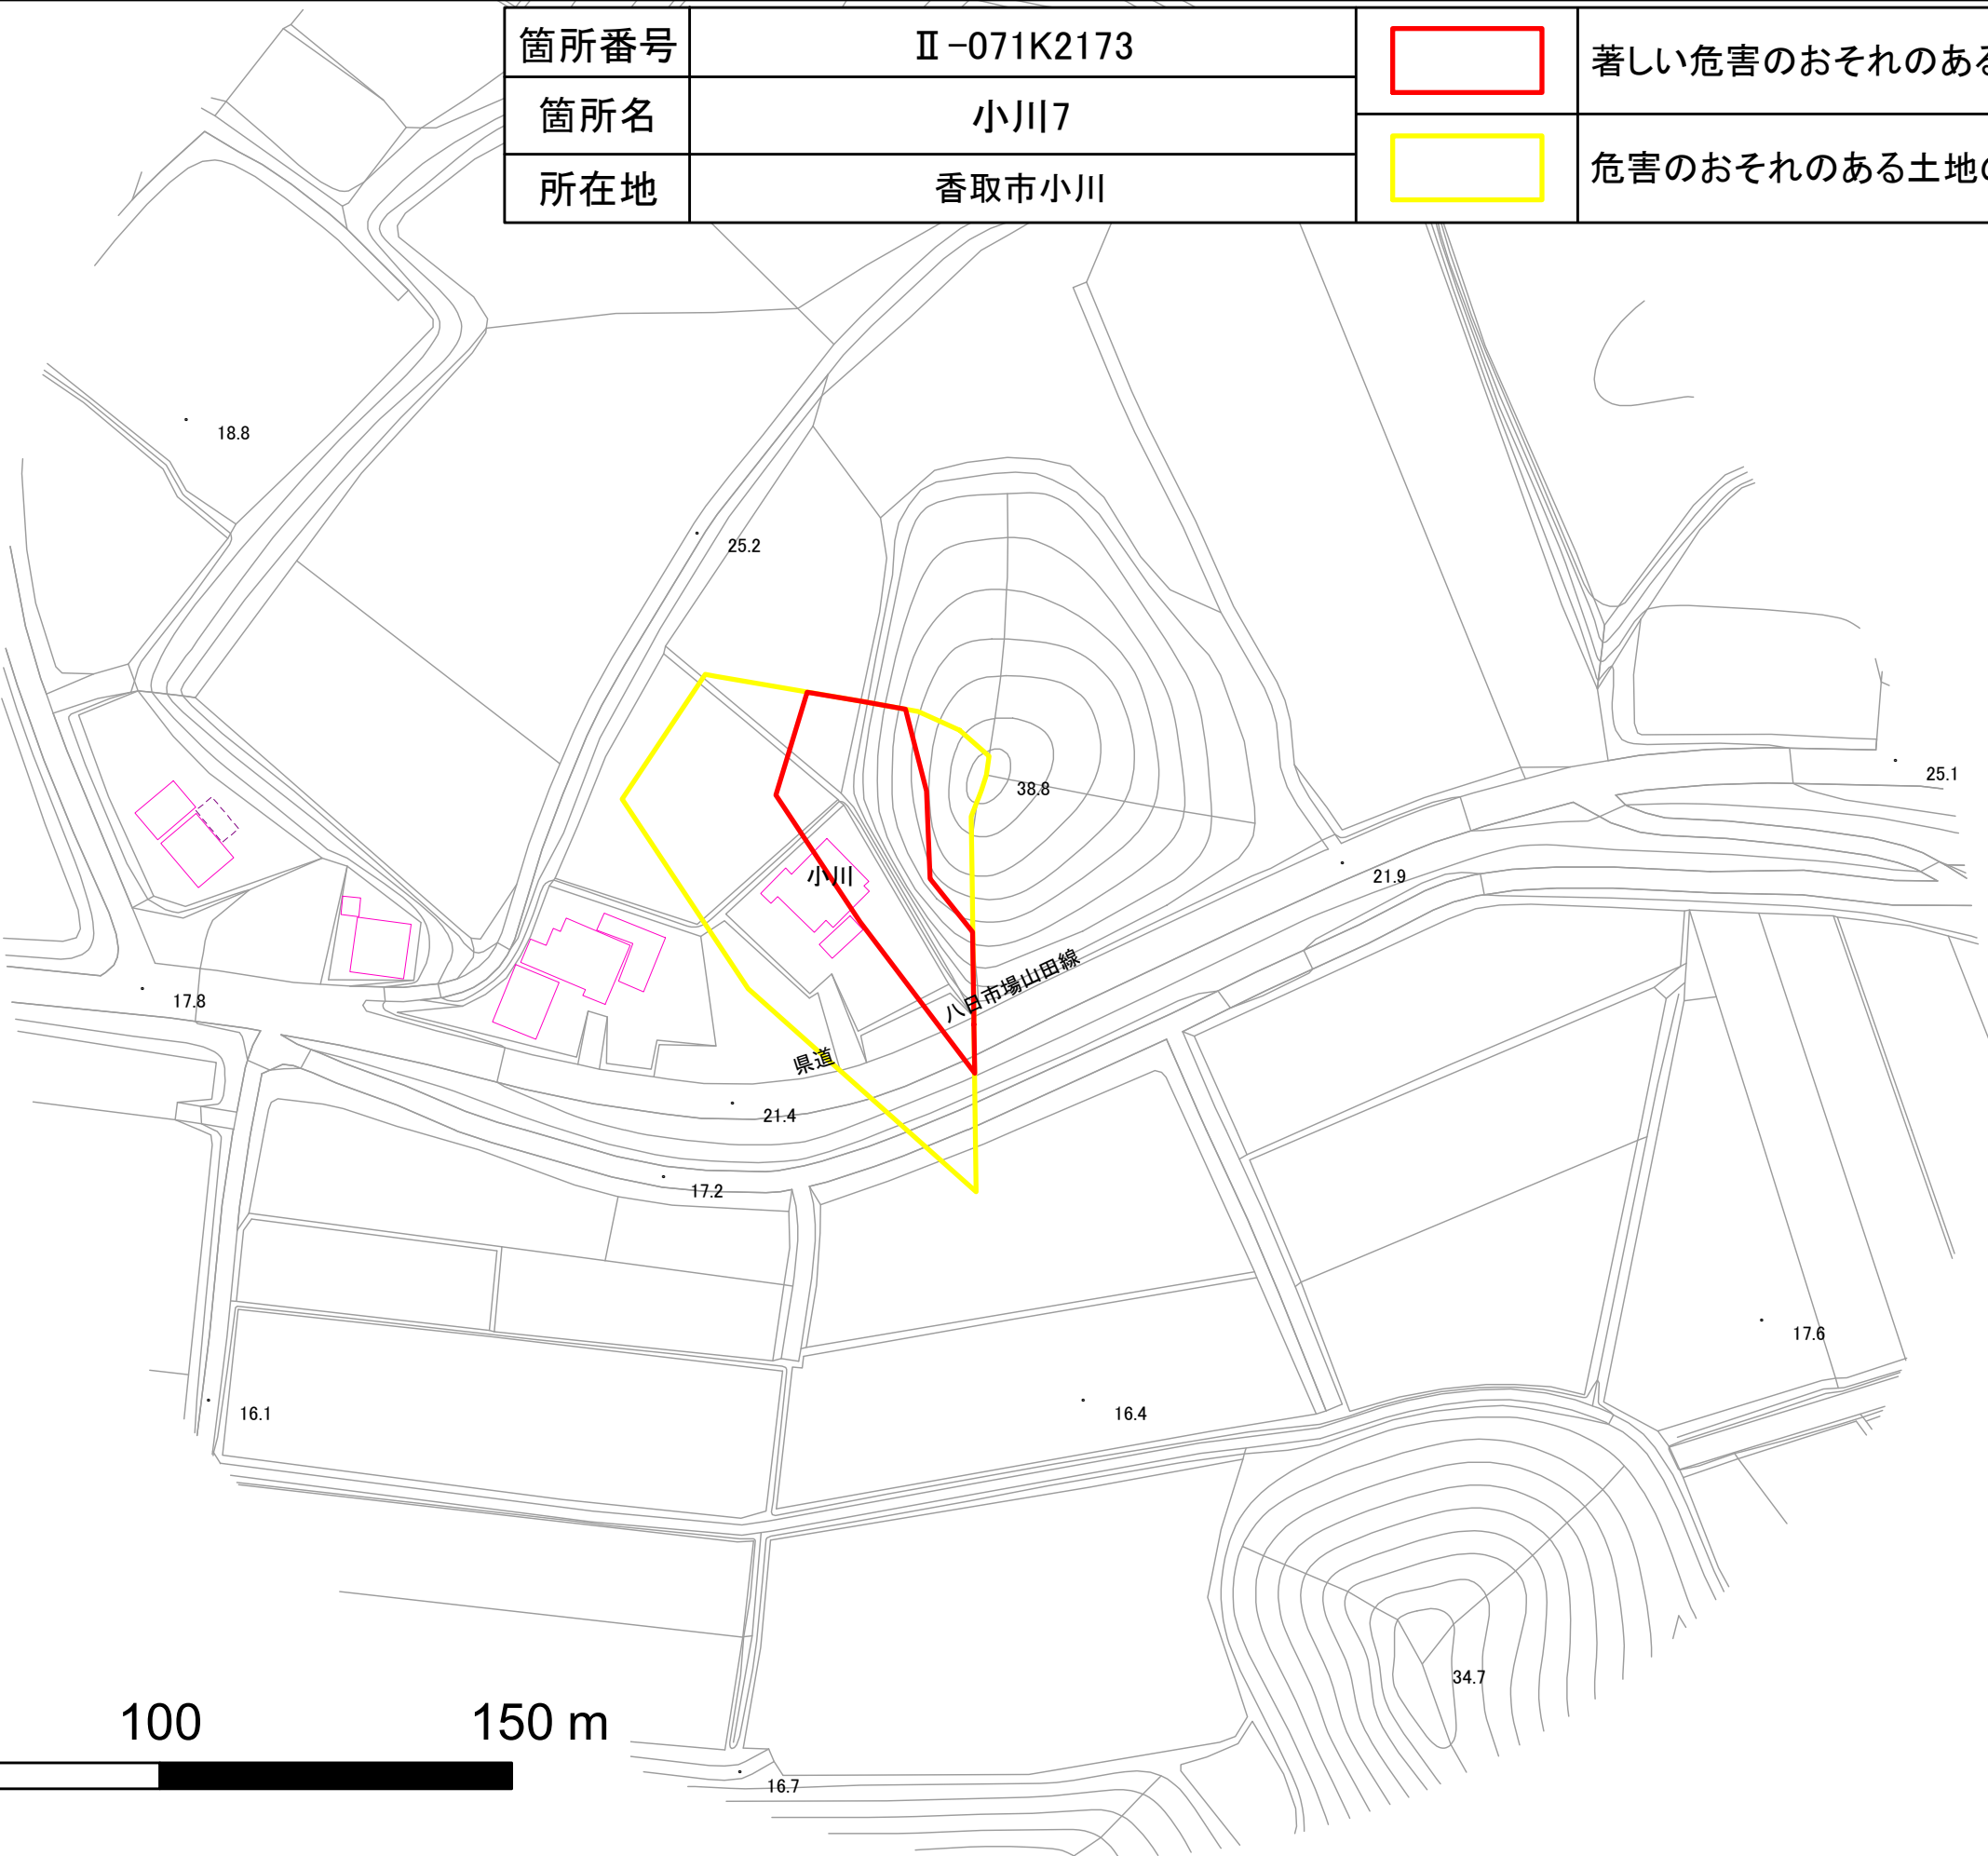 箇所番号
Ⅱ-071K2173
箇所名
小川7
所在地
香取市小川
著しい危害のおそれのある
危害のおそれのある土地の
18.8
25.2
38.8
25.1
小川
21.9
八日市場山田線
17.8
県道
21.4
17.2
17.6
16.1
16.4
34.7
100
150 m
16.7